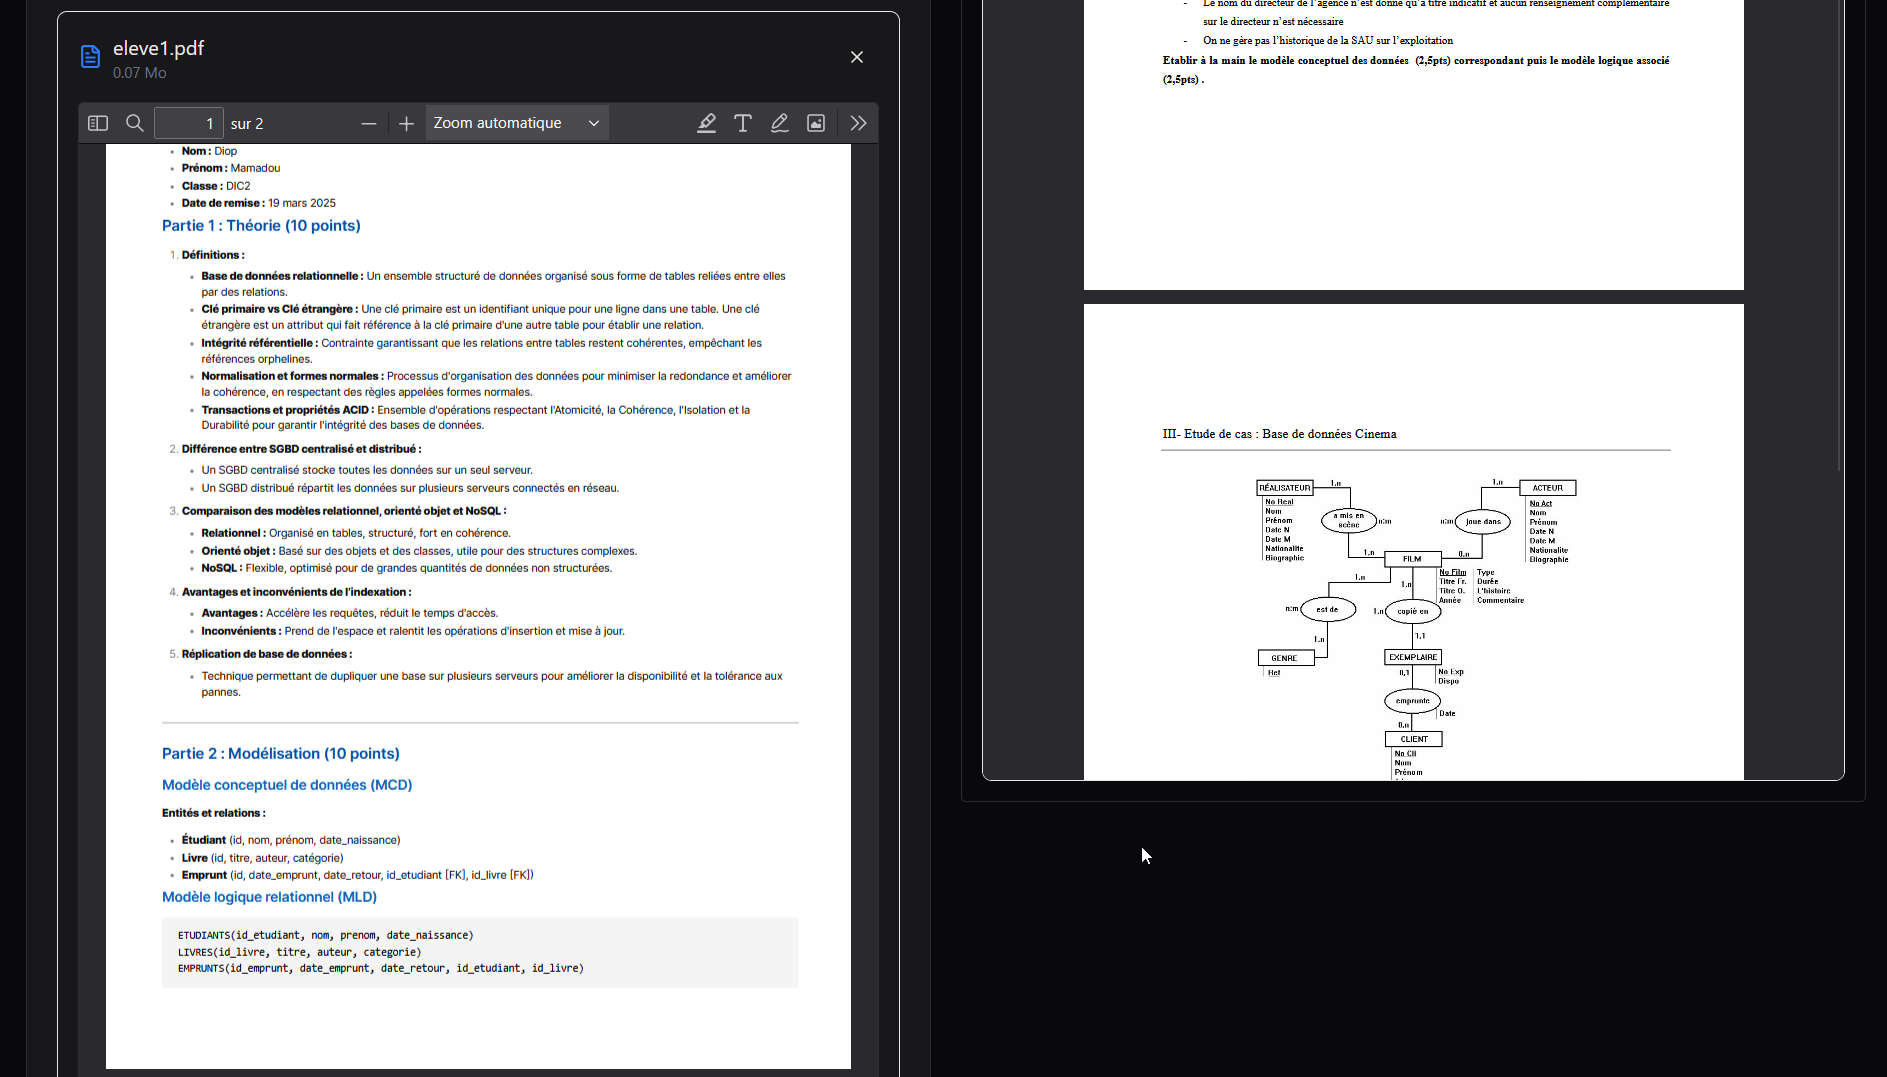 eleve1.pdf
0.07 Mo
1
sur 2
Zoom automatique
Nom : Diop
Prénom : Mamadou
Classe : DIC2
Date de remise : 19 mars 2025
Partie 1 : Théorie (10 points)
1. Définitions :
Base de données relationnelle : Un ensemble structuré de données organisé sous forme de tables reliées entre elles
par des relations.
Clé primaire vs Clé étrangère : Une clé primaire est un identifiant unique pour une ligne dans une table. Une clé
étrangère est un attribut qui fait référence à la clé primaire d'une autre table pour établir une relation.
Intégrité référentielle : Contrainte garantissant que les relations entre tables restent cohérentes, empêchant les
références orphelines.
Normalisation et formes normales : Processus d'organisation des données pour minimiser la redondance et améliorer
la cohérence, en respectant des règles appelées formes normales.
Transactions et propriétés ACID : Ensemble d'opérations respectant l'Atomicité, la Cohérence, l'Isolation et la
Durabilité pour garantir l'intégrité des bases de données.
2. Différence entre SGBD centralisé et distribué :
Un SGBD centralisé stocke toutes les données sur un seul serveur.
Un SGBD distribué répartit les données sur plusieurs serveurs connectés en réseau.
3. Comparaison des modèles relationnel, orienté objet et NoSQL :
Relationnel : Organisé en tables, structuré, fort en cohérence.
Orienté objet : Basé sur des objets et des classes, utile pour des structures complexes.
NoSQL : Flexible, optimisé pour de grandes quantités de données non structurées.
4. Avantages et inconvénients de l'indexation :
Avantages : Accélère les requêtes, réduit le temps d'accès.
Inconvénients : Prend de l'espace et ralentit les opérations d'insertion et mise à jour.
5. Réplication de base de données :
Technique permettant de dupliquer une base sur plusieurs serveurs pour améliorer la disponibilité et la tolérance aux
pannes.
Partie 2 : Modélisation (10 points)
Modèle conceptuel de données (MCD)
Entités et relations :
Étudiant (id, nom, prénom, date_naissance)
Livre (id, titre, auteur, catégorie)
Emprunt (id, date_emprunt, date_retour, id_etudiant [FK], id_livre [FK])
Modèle logique relationnel (MLD)
ETUDIANTS(id_etudiant, nom, prenom, date_naissance)
LIVRES(id_livre, titre, auteur, categorie)
EMPRUNTS(id_emprunt, date_emprunt, date_retour, id_etudiant, id_livre)
- Le nom du directeur de l'agence n'est donné qu'à titre indicatif et aucun renseignement complémentaire
sur le directeur n'est nécessaire
- On ne gère pas l'historique de la SAU sur l'exploitation
Etablir à la main le modèle conceptuel des données (2,5pts) correspondant puis le modèle logique associé
(2,5pts) .
III- Etude de cas : Base de données Cinema
RÉALISATEUR
1,n
No Real
Nom
Prénom
Date N
Date M
Nationalite
Biographie
a mis en
scène
n:m
1,n
1,n
ACTEUR
No Act
Nom
Prénom
Date N
Date M
Nationalite
Biographie
n:m
joue dans
0,n
FILM
No Film
Titre Fr.
Titre O.
Année
Type
Durée
L'histoire
Commentaire
1,n
1,n
n:m
est de
1,n
copié en
1,n
1,1
GENRE
Ref
EXEMPLAIRE
0,1
No Exp
Dispo
emprunte
Date
0,n
CLIENT
No Cli
Nom
Prénom